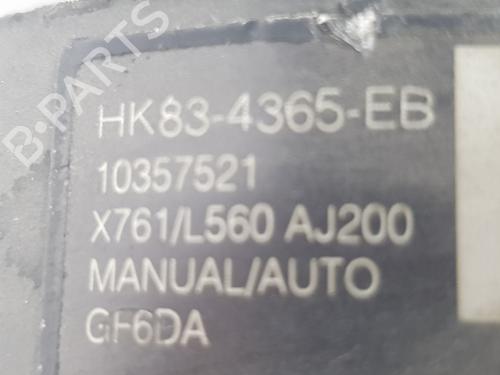 B-PARTS
HK83-4365-EB
10357521
X761/L560 AJ200
MANUAL/AUTO
GF6DA